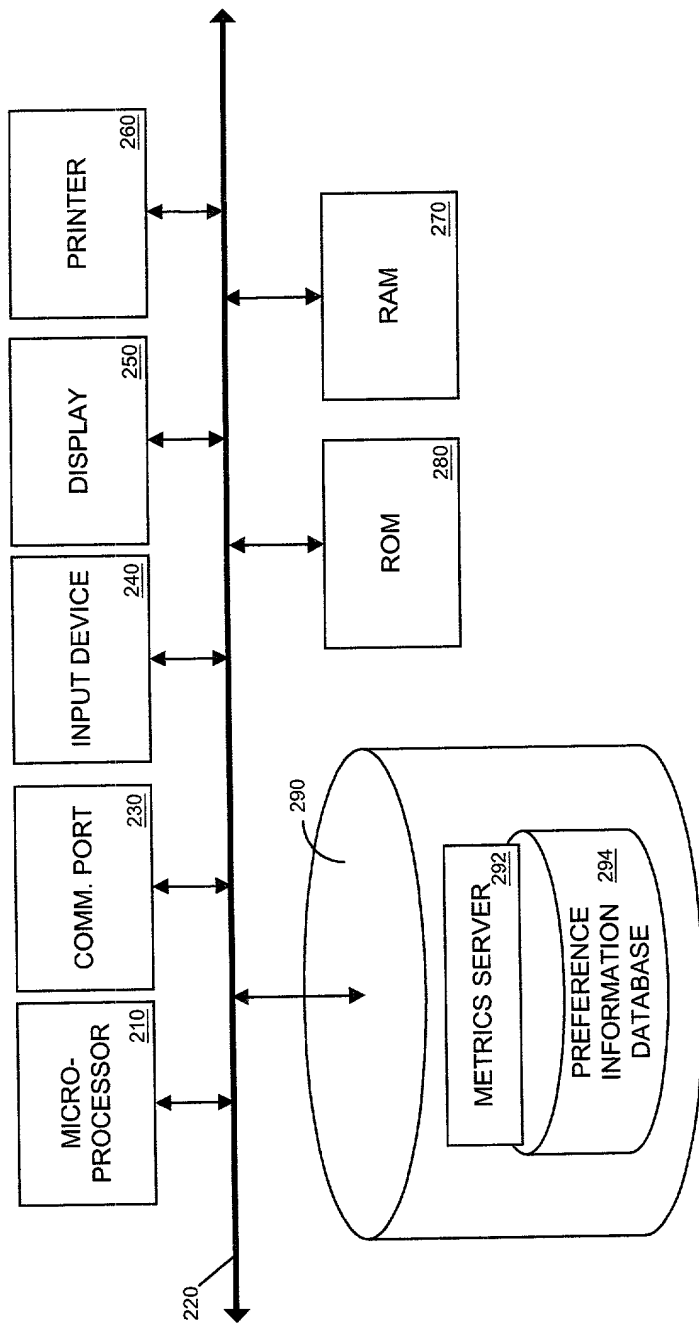 MICRO-
PROCESSOR
210
COMM. PORT
230
INPUT DEVICE
240
DISPLAY
250
PRINTER
260
220
290
METRICS SERVER
292
PREFERENCE
INFORMATION
DATABASE
294
ROM
280
RAM
270